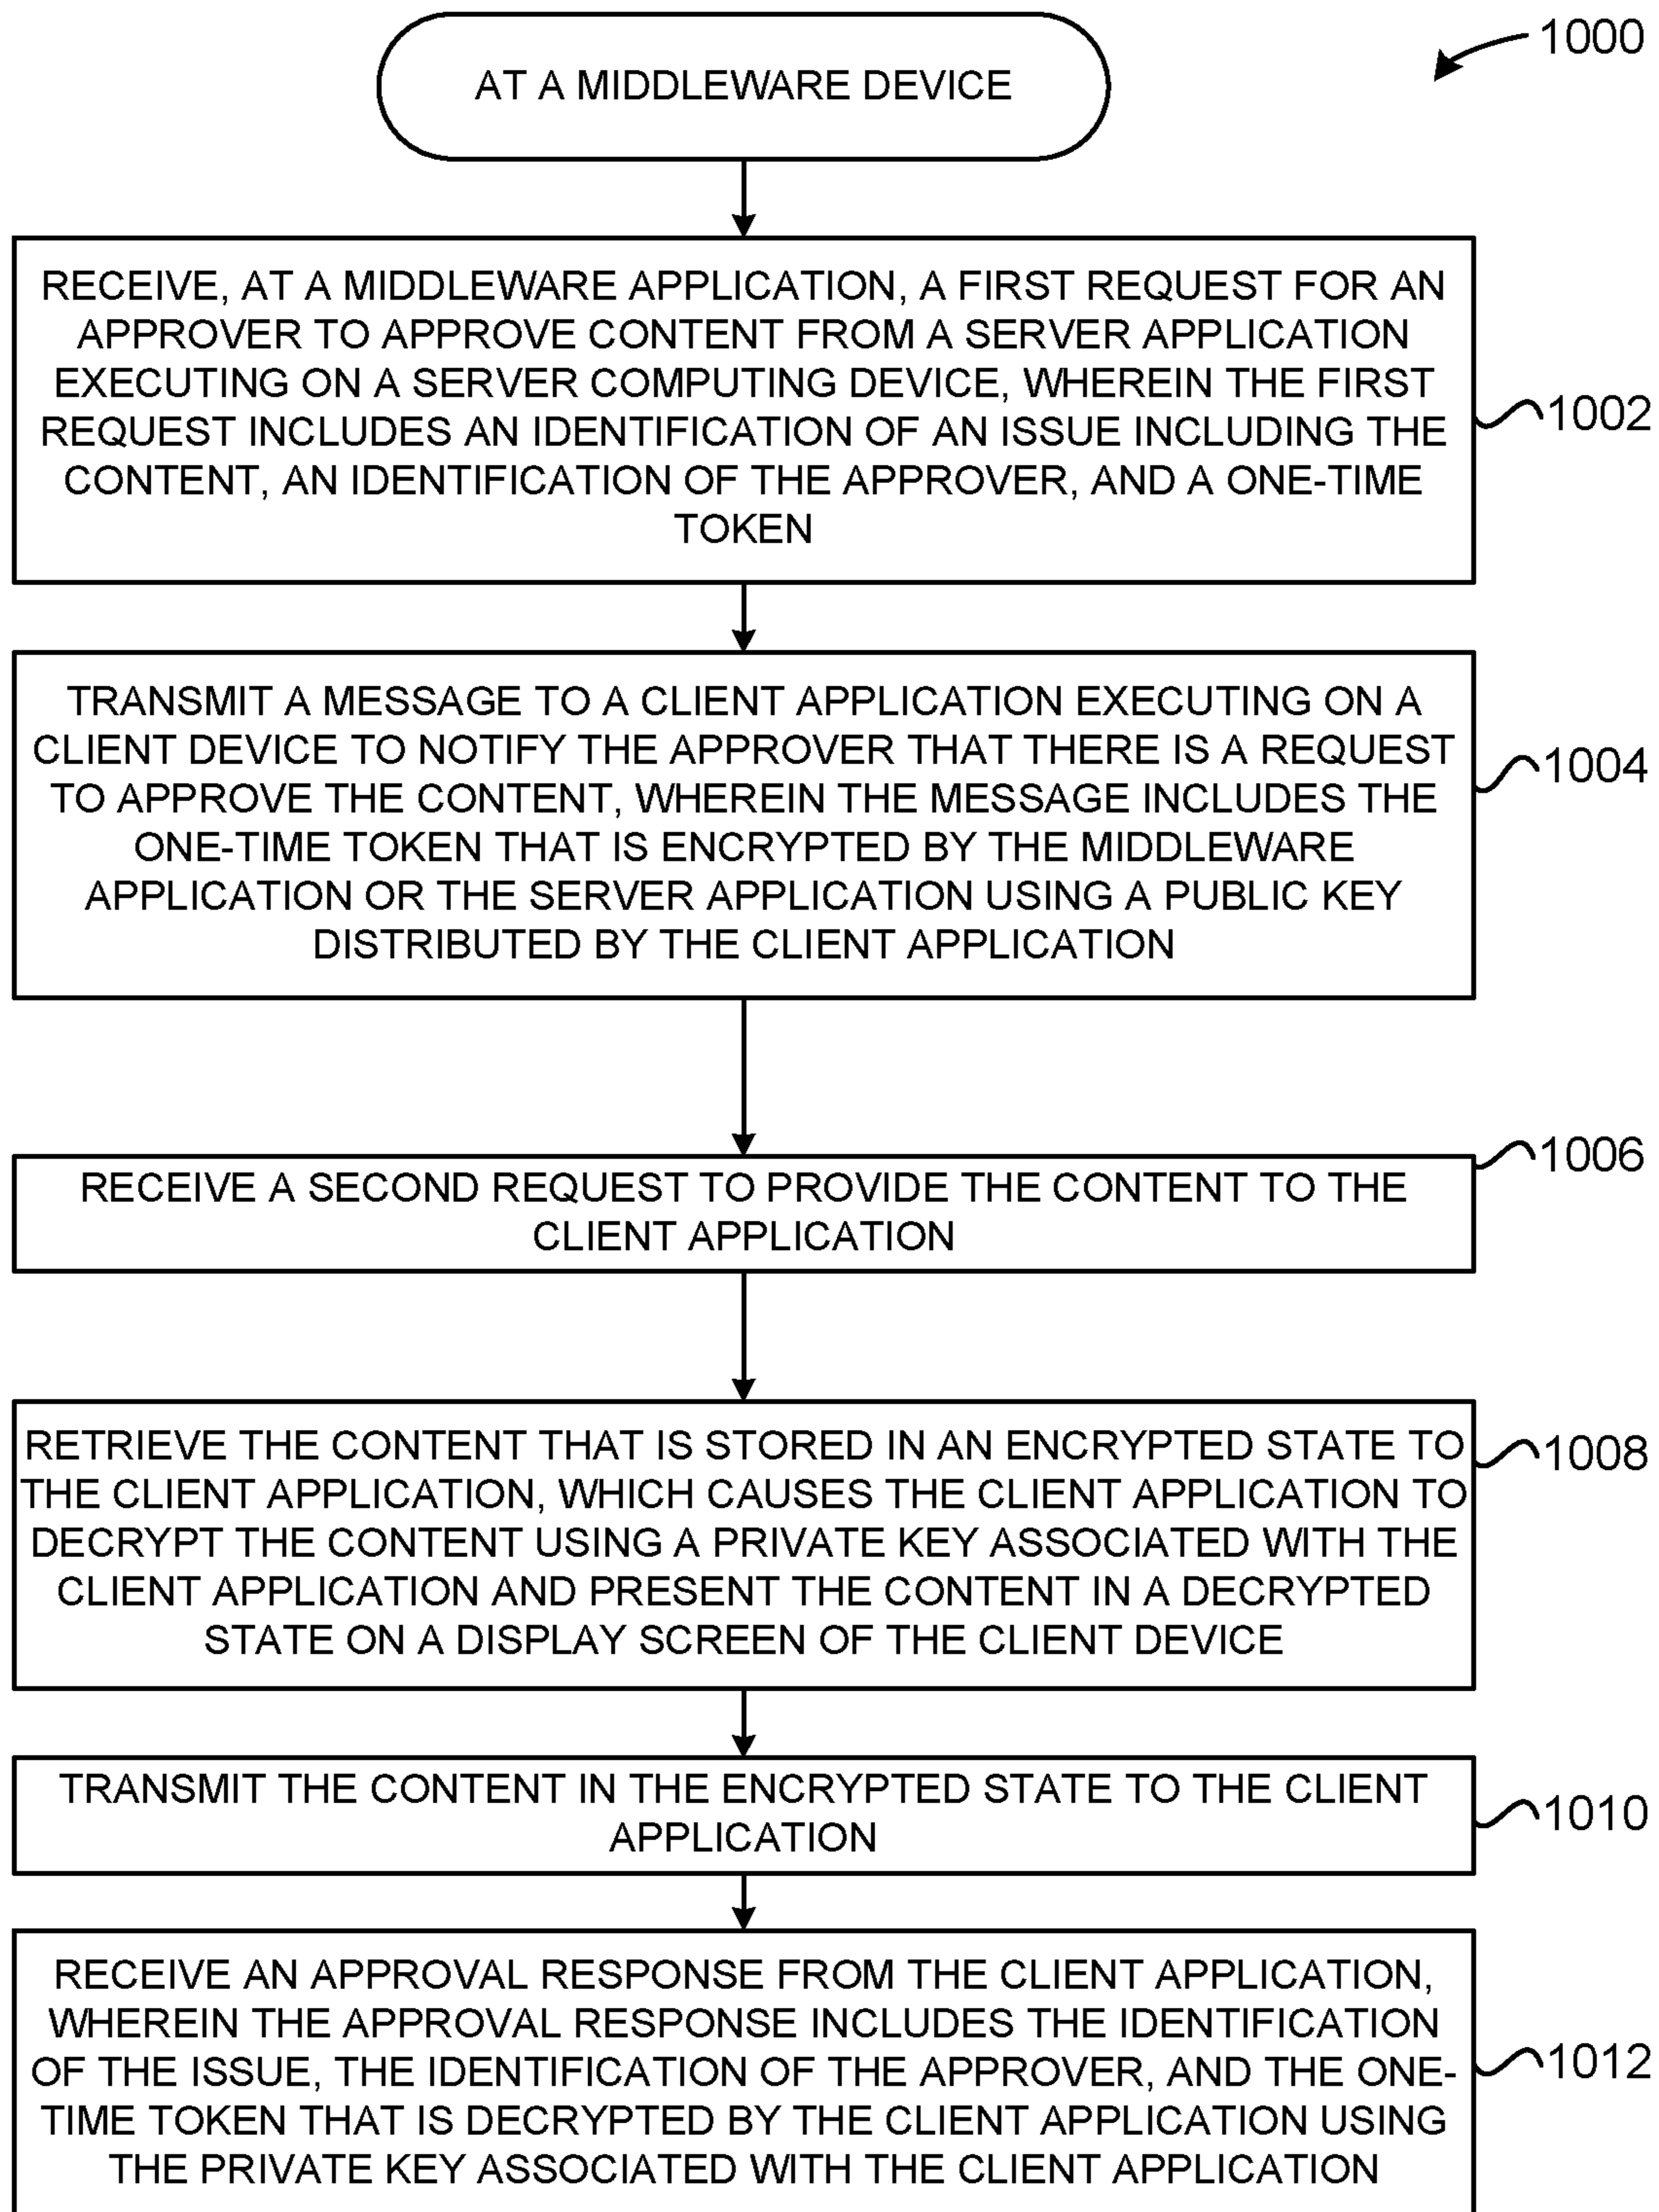 1000
AT A MIDDLEWARE DEVICE
RECEIVE, AT A MIDDLEWARE APPLICATION, A FIRST REQUEST FOR AN
APPROVER TO APPROVE CONTENT FROM A SERVER APPLICATION
EXECUTING ON A SERVER COMPUTING DEVICE, WHEREIN THE FIRST
REQUEST INCLUDES AN IDENTIFICATION OF AN ISSUE INCLUDING THE
CONTENT, AN IDENTIFICATION OF THE APPROVER, AND A ONE-TIME
TOKEN
1002
TRANSMIT A MESSAGE TO A CLIENT APPLICATION EXECUTING ON A
CLIENT DEVICE TO NOTIFY THE APPROVER THAT THERE IS A REQUEST
TO APPROVE THE CONTENT, WHEREIN THE MESSAGE INCLUDES THE
ONE-TIME TOKEN THAT IS ENCRYPTED BY THE MIDDLEWARE
APPLICATION OR THE SERVER APPLICATION USING A PUBLIC KEY
DISTRIBUTED BY THE CLIENT APPLICATION
1004
RECEIVE A SECOND REQUEST TO PROVIDE THE CONTENT TO THE
CLIENT APPLICATION
1006
RETRIEVE THE CONTENT THAT IS STORED IN AN ENCRYPTED STATE TO
THE CLIENT APPLICATION, WHICH CAUSES THE CLIENT APPLICATION TO
DECRYPT THE CONTENT USING A PRIVATE KEY ASSOCIATED WITH THE
CLIENT APPLICATION AND PRESENT THE CONTENT IN A DECRYPTED
STATE ON A DISPLAY SCREEN OF THE CLIENT DEVICE
1008
TRANSMIT THE CONTENT IN THE ENCRYPTED STATE TO THE CLIENT
APPLICATION
1010
RECEIVE AN APPROVAL RESPONSE FROM THE CLIENT APPLICATION,
WHEREIN THE APPROVAL RESPONSE INCLUDES THE IDENTIFICATION
OF THE ISSUE, THE IDENTIFICATION OF THE APPROVER, AND THE ONE-
TIME TOKEN THAT IS DECRYPTED BY THE CLIENT APPLICATION USING
THE PRIVATE KEY ASSOCIATED WITH THE CLIENT APPLICATION
1012